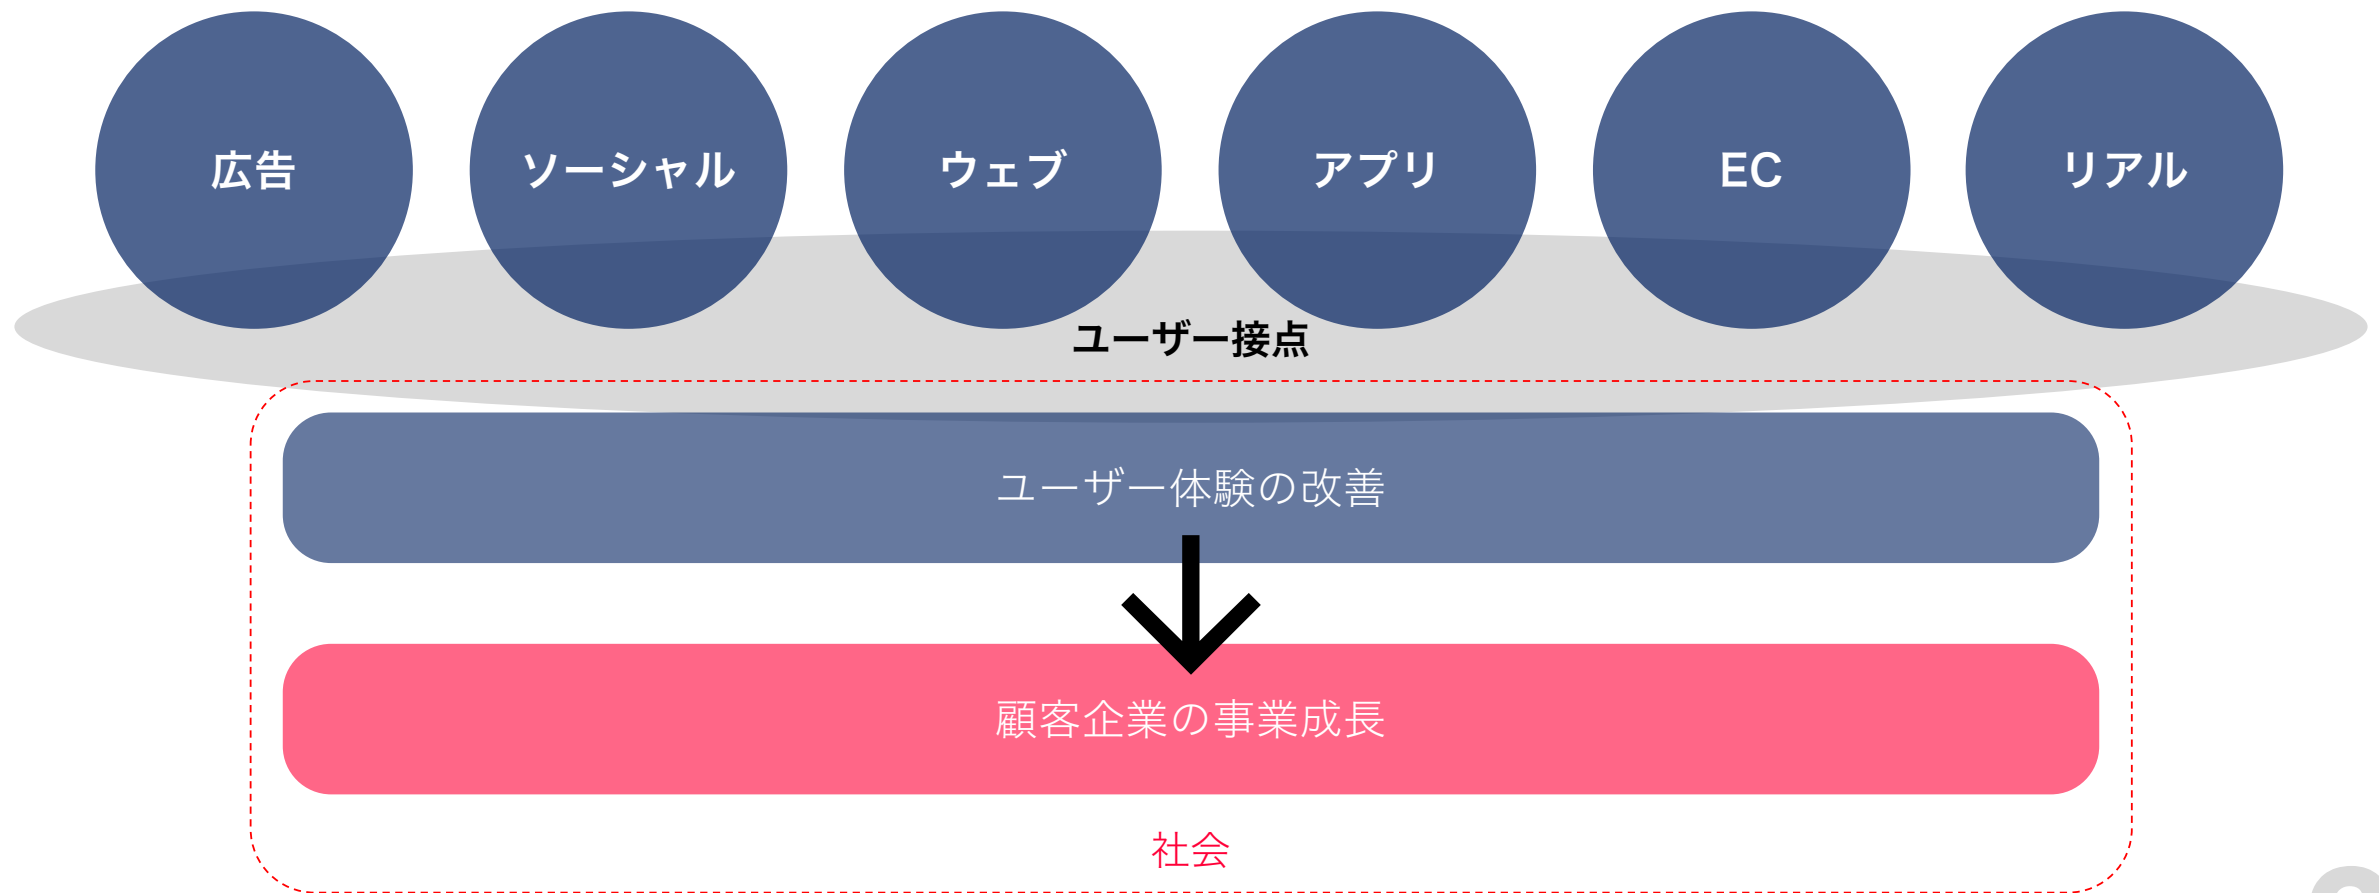 広告
ソーシャル
ウェブ
アプリ
EC
リアル
ユーザー接点
ユーザー体験の改善
顧客企業の事業成長
社会